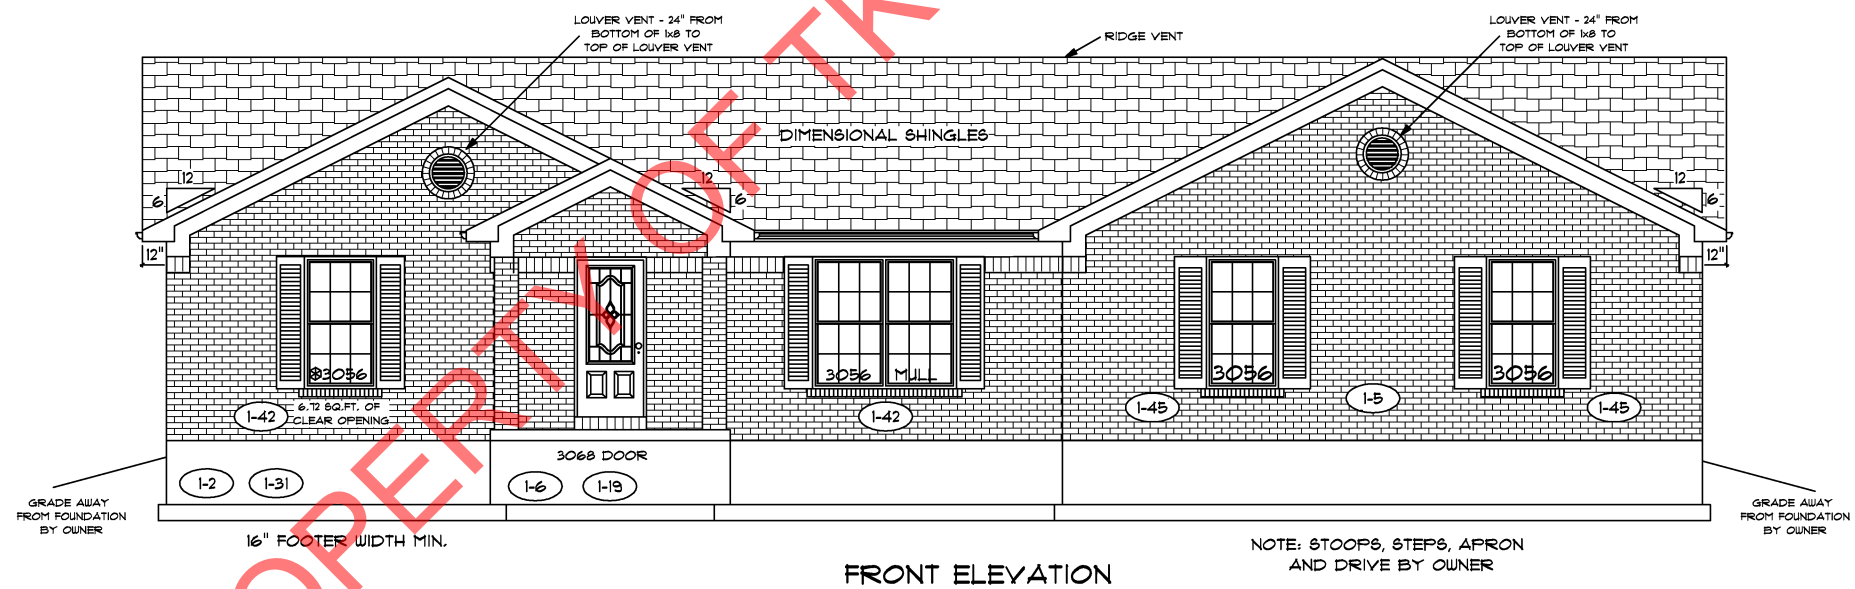 LOUVER VENT - 24" FROM
BOTTOM OF 1x8 TO
TOP OF LOUVER VENT
RIDGE VENT
LOUVER VENT - 24" FROM
BOTTOM OF 1x8 TO
TOP OF LOUVER VENT
DIMENSIONAL SHINGLES
12
6
12
6
12
6
12"
12"
PROPERTY OF TK
*3056
3056 MULL
3056
3056
1-42
6.72 SQ.FT. OF
CLEAR OPENING
1-42
1-45
1-5
1-45
3068 DOOR
1-2
1-31
1-6
1-19
GRADE AWAY
FROM FOUNDATION
BY OWNER
GRADE AWAY
FROM FOUNDATION
BY OWNER
16" FOOTER WIDTH MIN.
NOTE: STOOPS, STEPS, APRON
AND DRIVE BY OWNER
FRONT ELEVATION